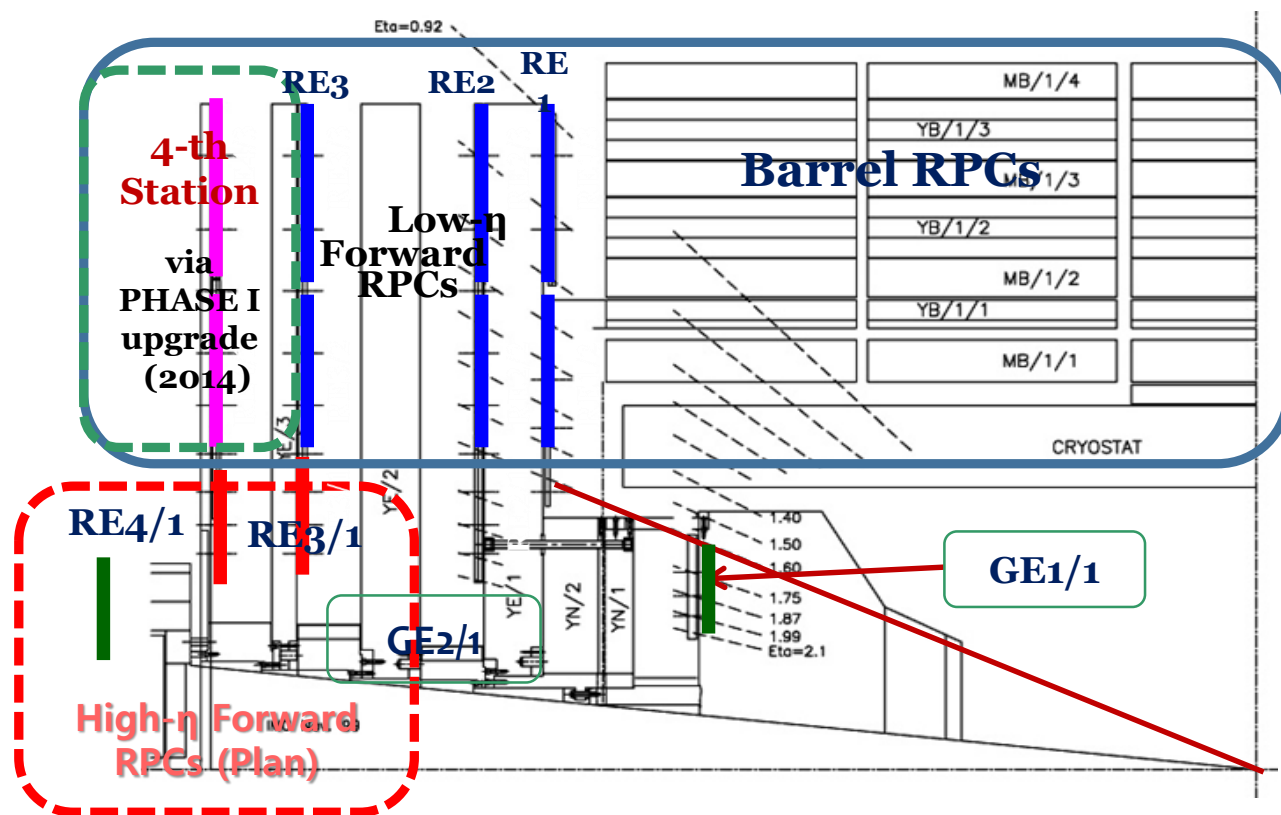 Eta=0.92
RE3
RE2
RE
1
MB/1/4
YB/1/3
Barrel RPCs
MB/1/3
YB/1/2
MB/1/2
YB/1/1
MB/1/1
CRYOSTAT
4-th
Station
via
PHASE I
upgrade
(2014)
Low-η
Forward
RPCs
YE/3
YE/2
YE/1
YN/2
YN/1
RE4/1
RE3/1
GE2/1
GE1/1
1.40
1.50
1.60
1.75
1.87
1.99
Eta=2.1
High-η Forward
RPCs (Plan)
Nov.